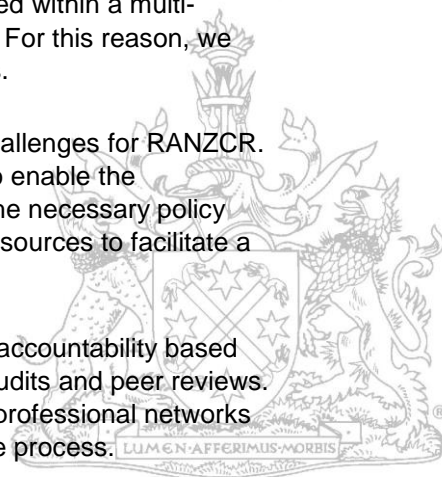 ed within a multi-
For this reason, we
s.
allenges for RANZCR.
o enable the
he necessary policy
sources to facilitate a
accountability based
udits and peer reviews.
professional networks
e process.
LUMEN·AFFERIMUS·MORBIS
®